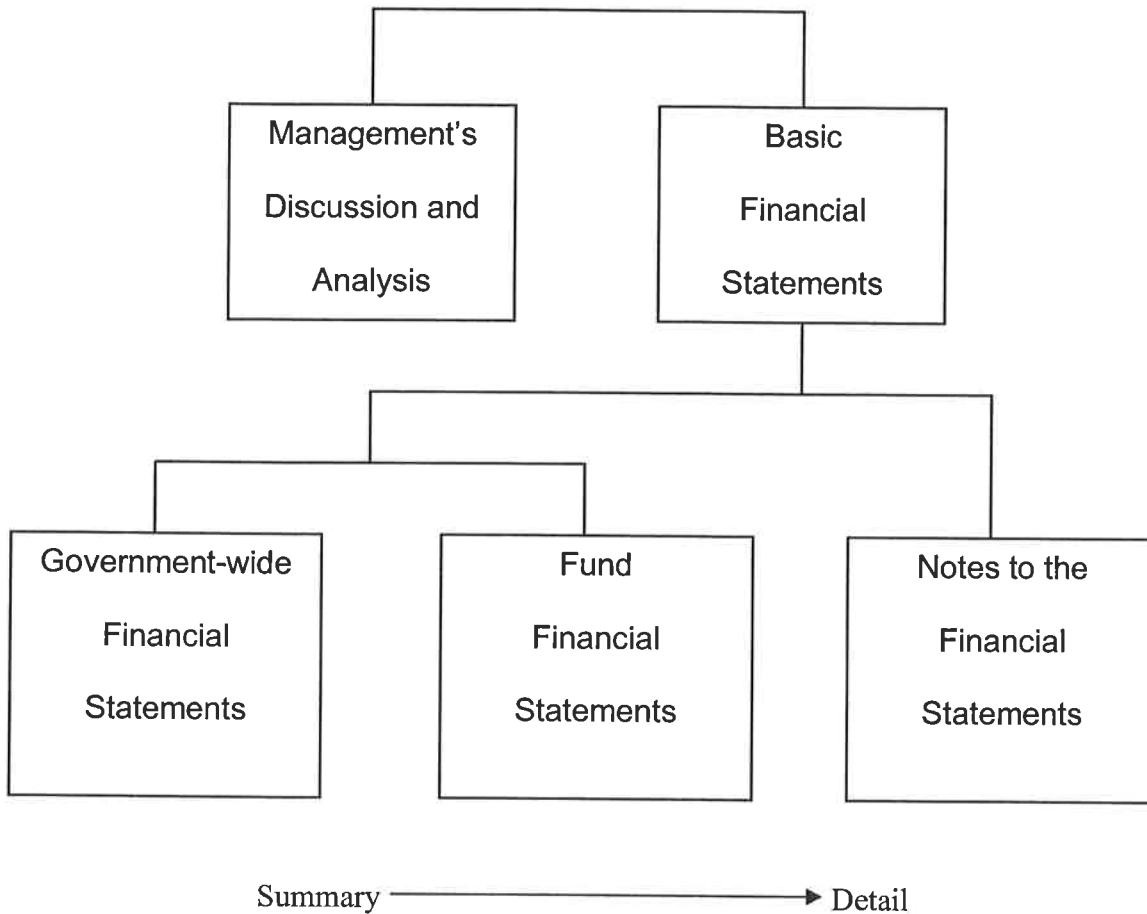 Management's
Discussion and
Analysis
Basic
Financial
Statements
Government-wide
Financial
Statements
Fund
Financial
Statements
Notes to the
Financial
Statements
Summary
Detail